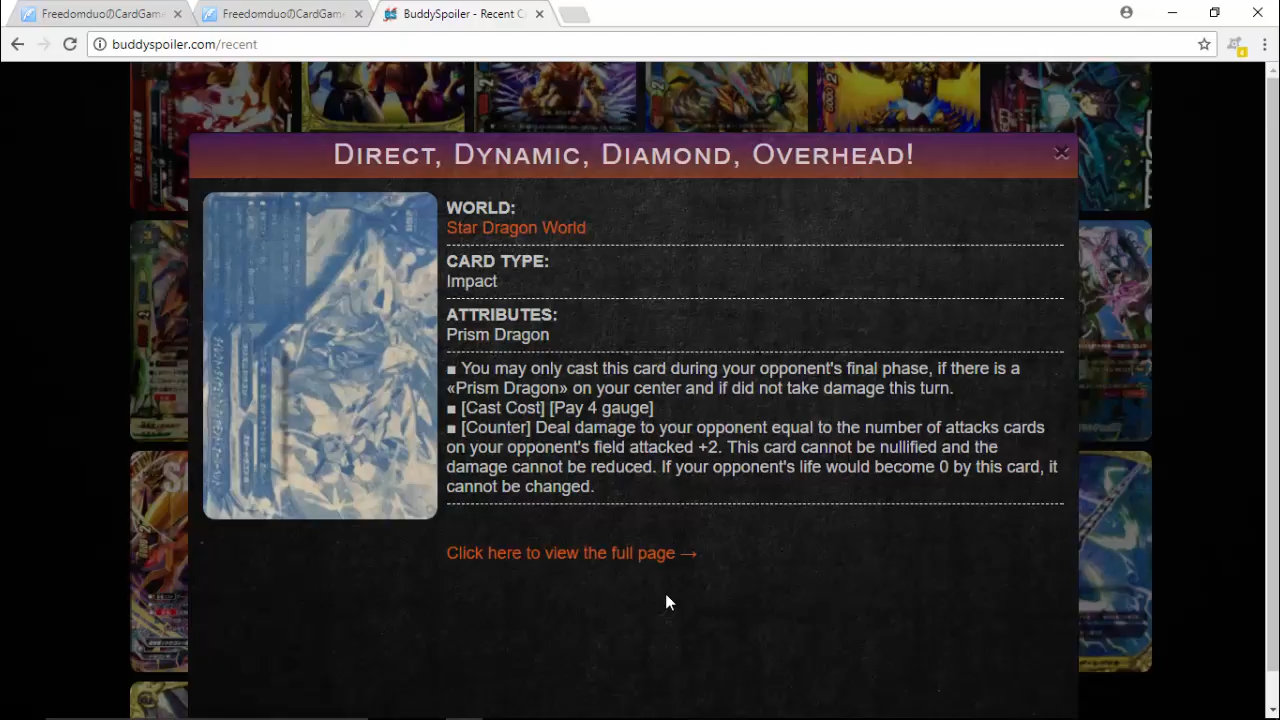 Freedomduo(l)CardGame
Freedomduo(l)CardGame
BuddySpoiler - Recent C
buddyspoiler.com/recent
4
DIRECT, DYNAMIC, DIAMOND, OVERHEAD!
WORLD:
Star Dragon World
CARD TYPE:
Impact
ATTRIBUTES:
Prism Dragon
■ You may only cast this card during your opponent's final phase, if there is a
«Prism Dragon» on your center and if did not take damage this turn.
■ [Cast Cost] [Pay 4 gauge]
■ [Counter] Deal damage to your opponent equal to the number of attacks cards
on your opponent's field attacked +2. This card cannot be nullified and the
damage cannot be reduced. If your opponent's life would become 0 by this card, it
cannot be changed.
Click here to view the full page →